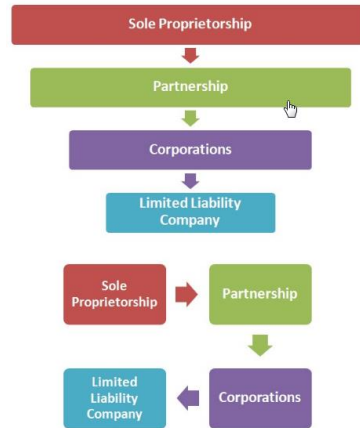 Sole Proprietorship
Partnership
Corporations
Limited Liability
Company
Sole
Proprietorship
Partnership
Corporations
Limited
Liability
Company